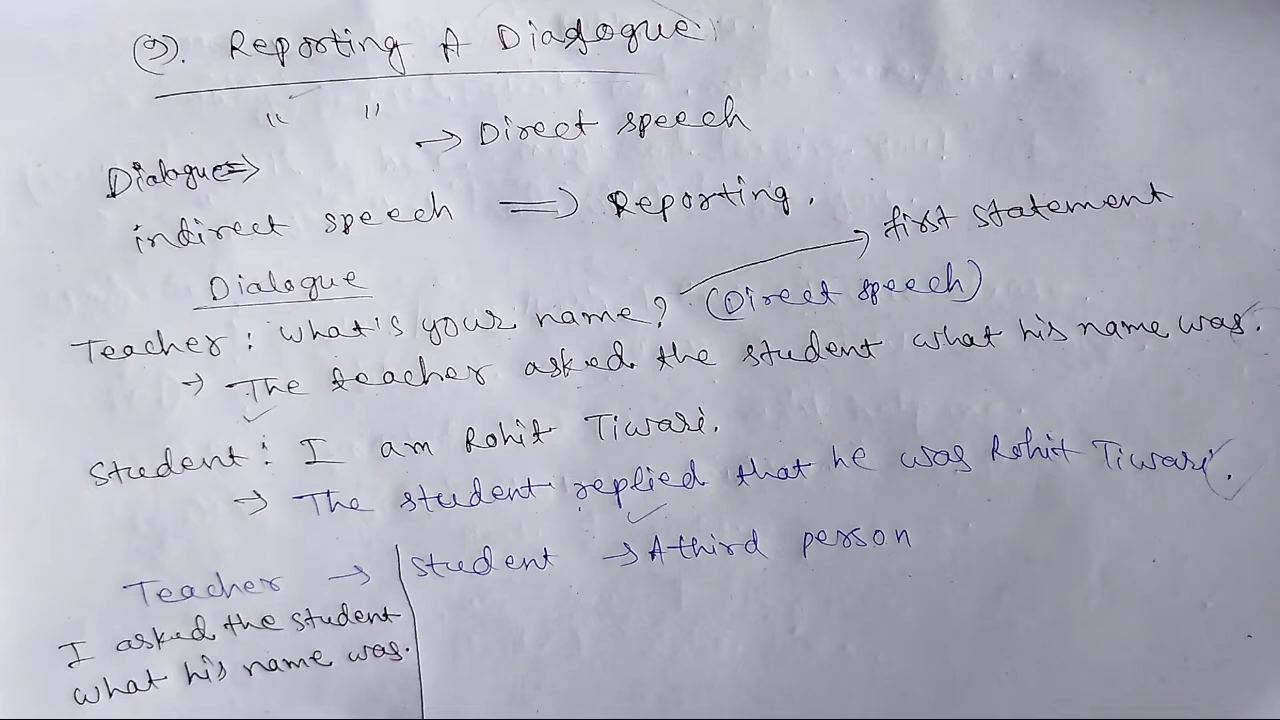 (9). Reporting A Dialogue:
" "
→ Direct speech
Dialogue⇒
indirect speech ⇒ Reporting.
→ first statement
Dialogue
Teacher: What's your name? (Direct speech)
→ The teacher asked the student what his name was.
Student: I am Rohit Tiwari.
→ The student replied that he was Rohit Tiwari.
Teacher → | Student → A third person
I asked the student
what his name was.